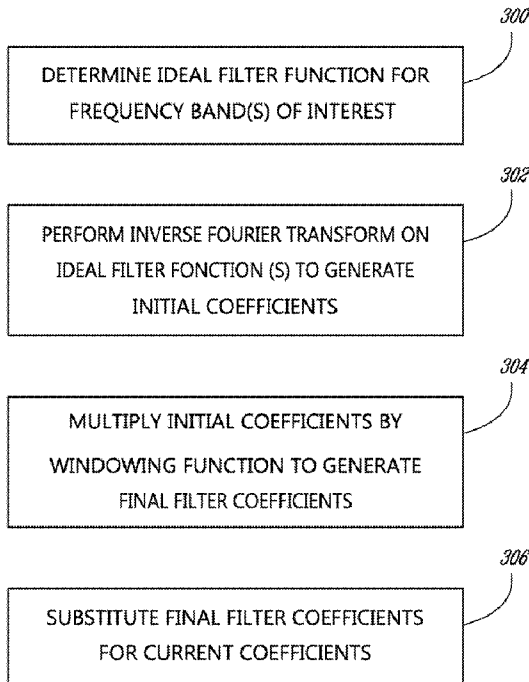 300
DETERMINE IDEAL FILTER FUNCTION FOR
FREQUENCY BAND(S) OF INTEREST
302
PERFORM INVERSE FOURIER TRANSFORM ON
IDEAL FILTER FONCTION (S) TO GENERATE
INITIAL COEFFICIENTS
304
MULTIPLY INITIAL COEFFICIENTS BY
WINDOWING FUNCTION TO GENERATE
FINAL FILTER COEFFICIENTS
306
SUBSTITUTE FINAL FILTER COEFFICIENTS
FOR CURRENT COEFFICIENTS